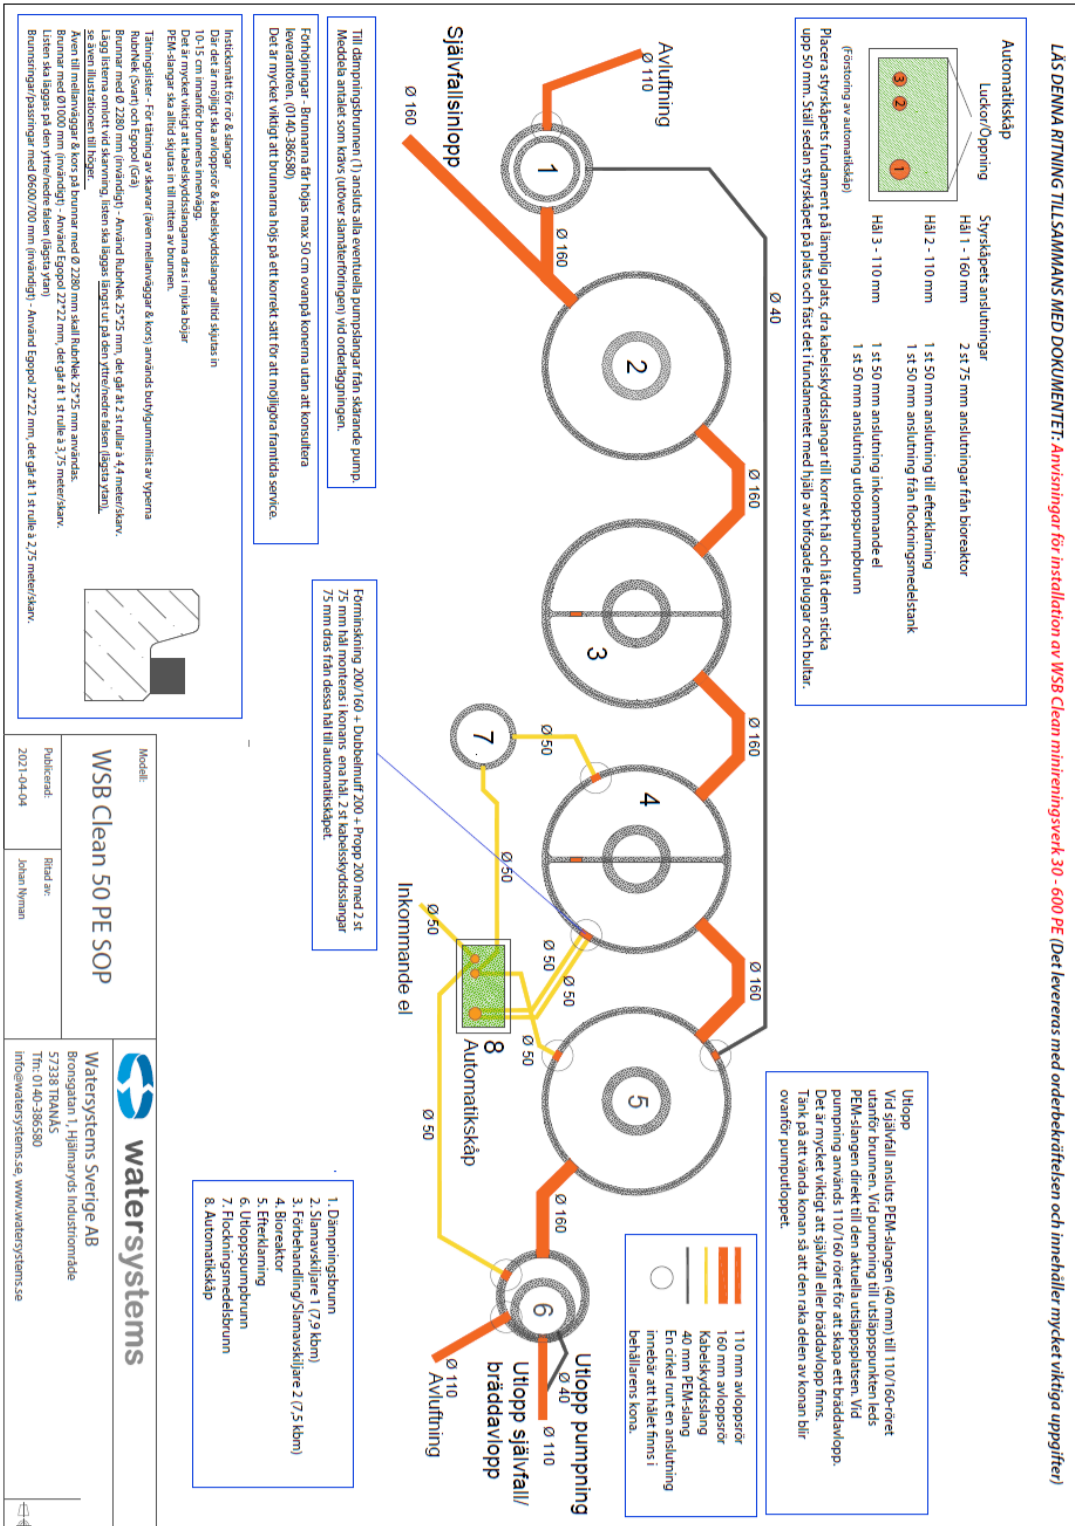 LÄS DENNA RITNING TILLSAMMANS MED DOKUMENTET: Anvisningar för installation av WSB Clean minireningsverk 30 - 600 PE (Det levereras med orderbekräftelsen och innehåller mycket viktiga uppgifter)
Automatikskåp
Luckor/Öppning
3
2
1
(Förstoring av automatikskåp)
Styrskåpets anslutningar
Hål 1 - 160 mm
2 st 75 mm anslutningar från bioreaktor
Hål 2 - 110 mm
1 st 50 mm anslutning till efterklarning
1 st 50 mm anslutning från flockningsmedelstank
Hål 3 - 110 mm
1 st 50 mm anslutning inkommande el
1 st 50 mm anslutning utloppspumpbrunn
Placera styrskåpets fundament på lämplig plats, dra kabelsskyddsslangar till korrekt hål och låt dem sticka
upp 50 mm. Ställ sedan styrskåpet på plats och fäst det i fundamentet med hjälp av bifogade pluggar och bultar.
Utlopp
Vid självfall ansluts PEM-slangen (40 mm) till 110/160-röret
utanför brunnen. Vid pumpning till utsläppspunkten leds
PEM-slangen direkt till den aktuella utsläppsplatsen. Vid
pumpning används 110/160 röret för att skapa ett bräddavlopp.
Det är mycket viktigt att självfall eller bräddavlopp finns.
Tänk på att vända konan så att den raka delen av konan blir
ovanför pumputloppet.
110 mm avloppsrör
160 mm avloppsrör
Kabelskyddsslang
40 mm PEM-slang
En cirkel runt en anslutning
innebär att hålet finns i
behållarens kona.
Avluftning
Ø 110
Självfallsinlopp
Ø 160
1
Ø 160
Ø 40
2
Ø 160
3
Ø 160
4
Ø 160
5
Ø 160
6
Utlopp pumpning
Ø 40
Ø 110
Utlopp självfall/
bräddavlopp
Ø 110
Avluftning
7
Ø 50
Ø 50
Ø 50
Inkommande el
Ø 50
Ø 50
Ø 50
8
Automatikskåp
Ø 50
Till dämpningsbrunnen (1) ansluts alla eventuella pumpslangar från skärande pump.
Meddela antalet som krävs (utöver slamåterföringen) vid orderläggningen.
Förhöjningar - Brunnarna får höjas max 50 cm ovanpå konerna utan att konsultera
leverantören. (0140-386580)
Det är mycket viktigt att brunnarna höjs på ett korrekt sätt för att möjliggöra framtida service.
Förminskning 200/160 + Dubbelmuff 200 + Propp 200 med 2 st
75 mm hål monteras i konans ena hål. 2 st kabelsskyddsslangar
75 mm dras från dessa hål till automatikskåpet.
Insticksmått för rör & slangar
Där det är möjligt ska avloppsrör & kabelskyddsslangar alltid skjutas in
10-15 cm innanför brunnens innervägg.
Det är mycket viktigt att kabelskyddsslangarna dras i mjuka böjar
PEM-slangar ska alltid skjutas in till mitten av brunnen.
Tätningslister - För tätning av skarvar (även mellanväggar & kors) används butylgummilist av typerna
RubrNek (Svart) och Egopol (Grå)
Brunnar med Ø 2280 mm (invändigt) - Använd RubrNek 25*25 mm, det går åt 2 st rullar à 4,4 meter/skarv.
Lägg listerna omlott vid skarvning, listen ska läggas längst ut på den yttre/nedre falsen (lägsta ytan),
se även illustrationen till höger.
Även till mellanväggar & kors på brunnar med Ø 2280 mm skall RubrNek 25*25 mm användas.
Brunnar med Ø1000 mm (invändigt) - Använd Egopol 22*22 mm, det går åt 1 st rulle à 3,75 meter/skarv.
Listen ska läggas på den yttre/nedre falsen (lägsta ytan)
Brunnsringar/passringar med Ø600/700 mm (invändigt) - Använd Egopol 22*22 mm, det går åt 1 st rulle à 2,75 meter/skarv.
1. Dämpningsbrunn
2. Slamavskiljare 1 (7,9 kbm)
3. Förbehandling/Slamavskiljare 2 (7,5 kbm)
4. Bioreaktor
5. Efterklarning
6. Utloppspumpbrunn
7. Flockningsmedelsbrunn
8. Automatikskåp
Modell:
WSB Clean 50 PE SOP
Publicerad:
2021-04-04
Ritad av:
Johan Nyman
watersystems
Watersystems Sverige AB
Bronsgatan 1, Hjälmaryds Industriområde
57338 TRANÅS
Tfn: 0140-386580
info@watersystems.se, www.watersystems.se